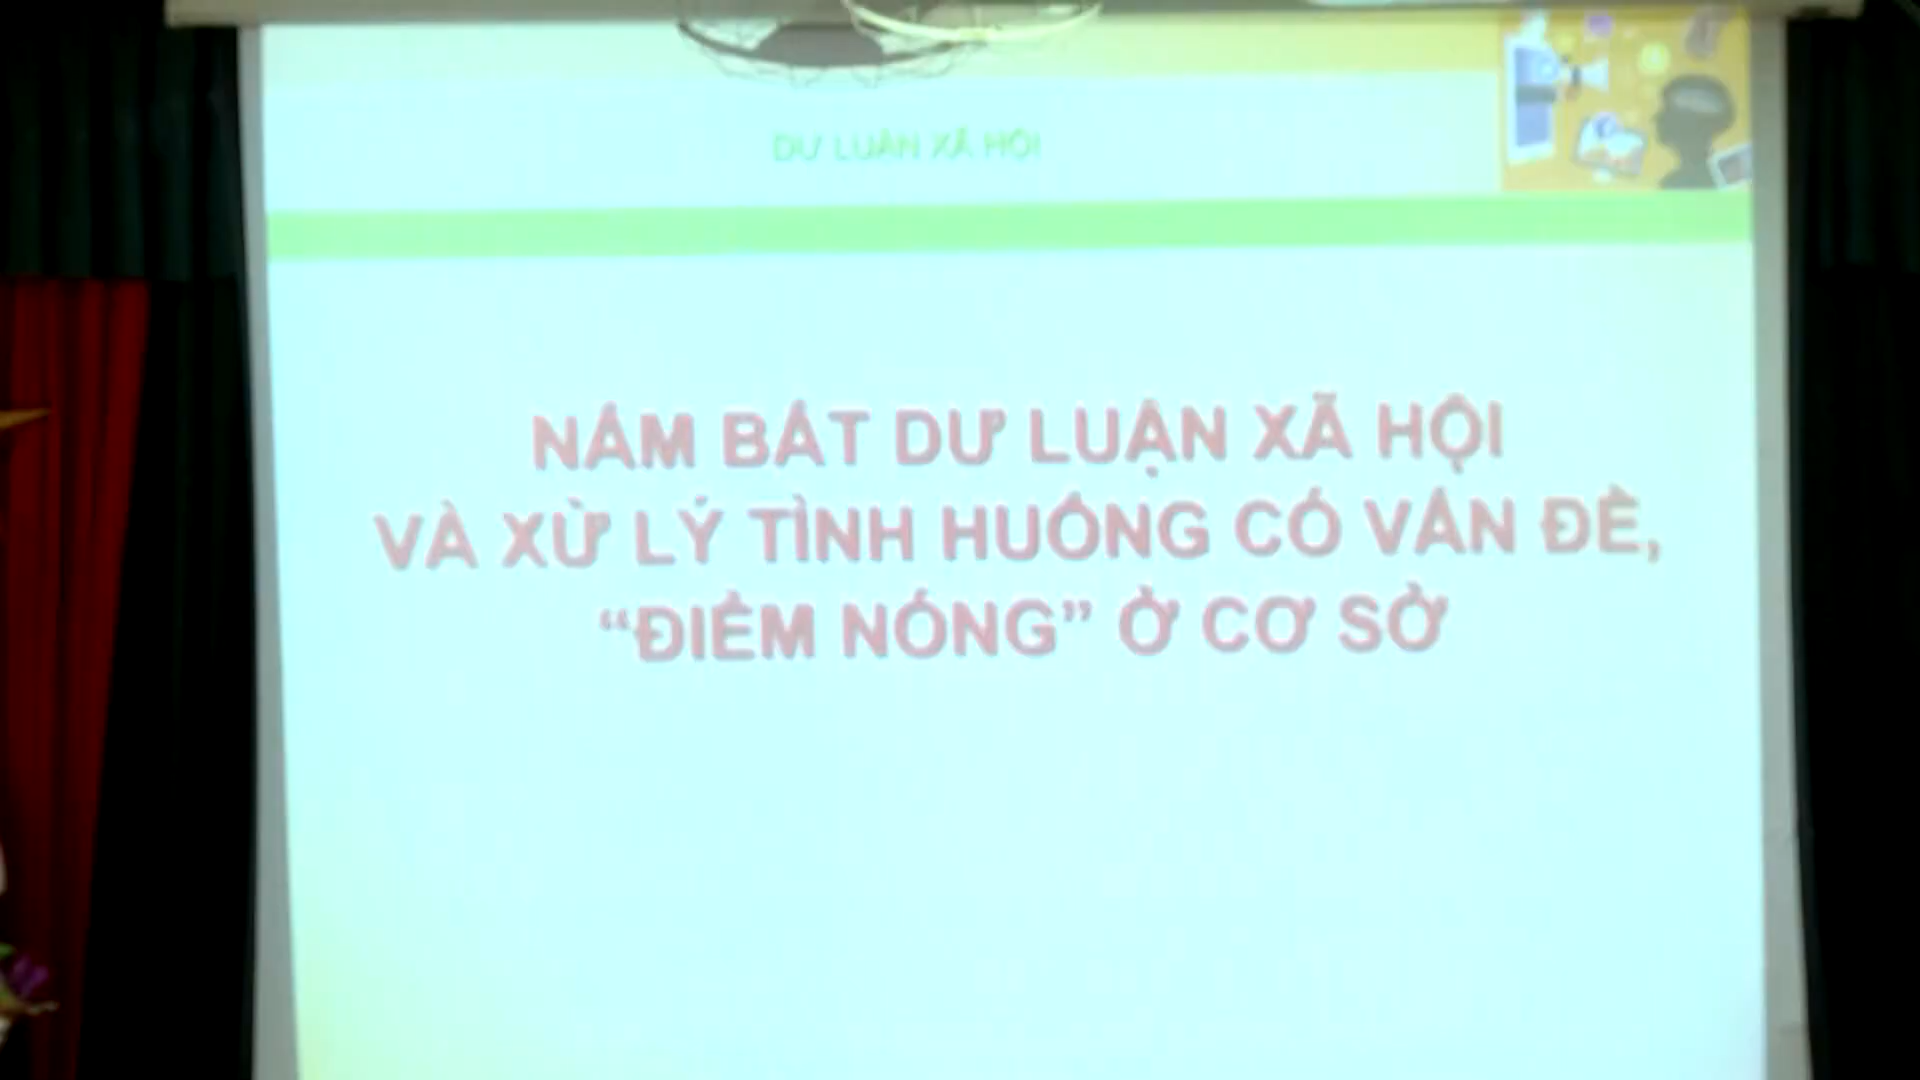 DƯ LUẬN XÃ HỘI
NẮM BẮT DƯ LUẬN XÃ HỘI
VÀ XỬ LÝ TÌNH HUỐNG CÓ VẤN ĐỀ,
“ĐIỂM NÓNG” Ở CƠ SỞ